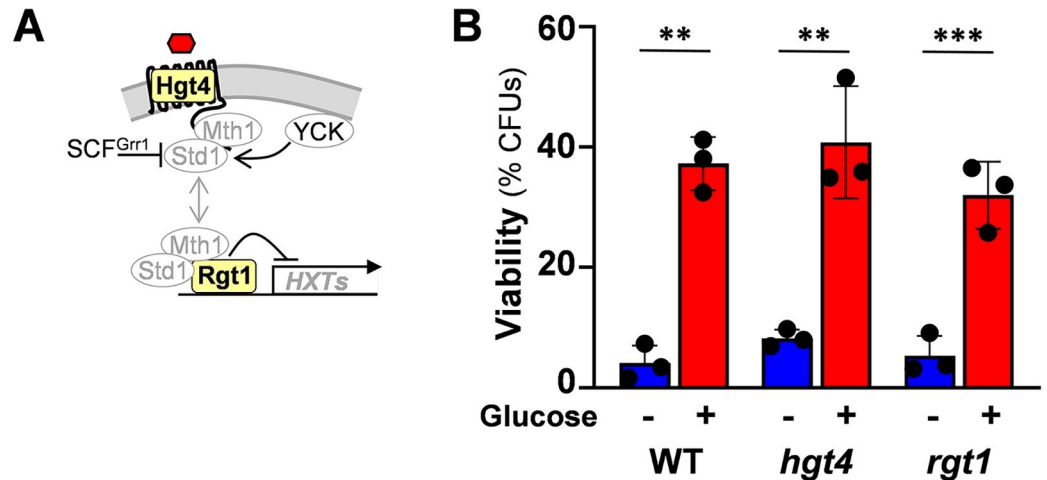 A
Hgt4
Mth1
YCK
SCFGrr1
Std1
Mth1
Std1
Rgt1
HXTs
B
Viability (% CFUs)
60
40
20
0
** ** ***
Glucose - + - + - +
WT hgt4 rgt1